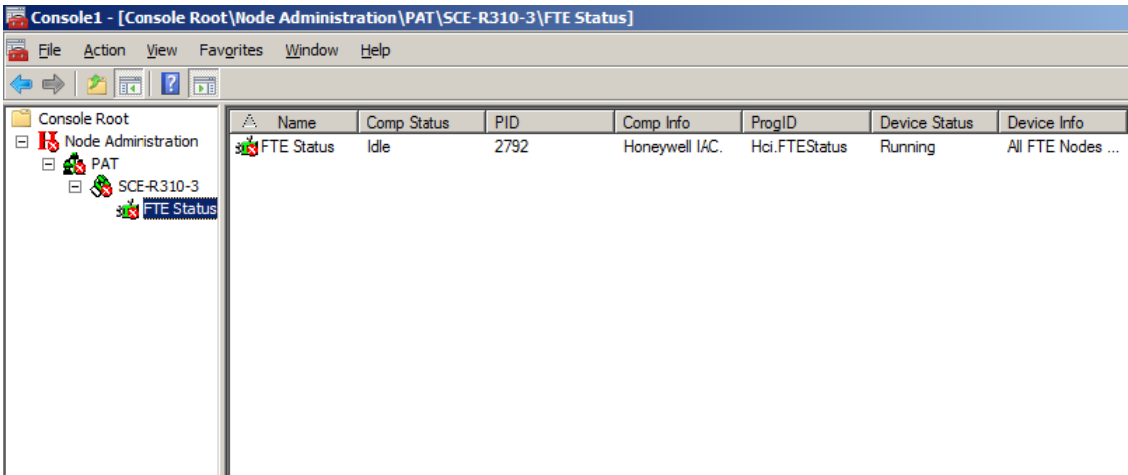 Console1 - [Console Root\Node Administration\PAT\SCE-R310-3\FTE Status]
File Action View Favorites Window Help
Console Root
Node Administration
PAT
SCE-R310-3
FTE Status
Name Comp Status PID Comp Info ProgID Device Status Device Info
FTE Status Idle 2792 Honeywell IAC. Hci.FTEStatus Running All FTE Nodes ...